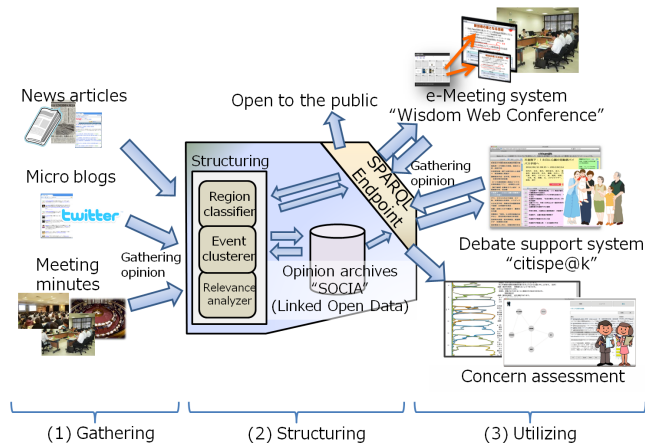 News articles
Micro blogs
twitter
Gathering
opinion
Meeting
minutes
Open to the public
Structuring
Region
classifier
Event
clusterer
Relevance
analyzer
Opinion archives
“SOCIA”
(Linked Open Data)
SPARQL
Endpoint
e-Meeting system
“Wisdom Web Conference”
Gathering
opinion
Debate support system
“citispe@k”
Concern assessment
(1) Gathering
(2) Structuring
(3) Utilizing